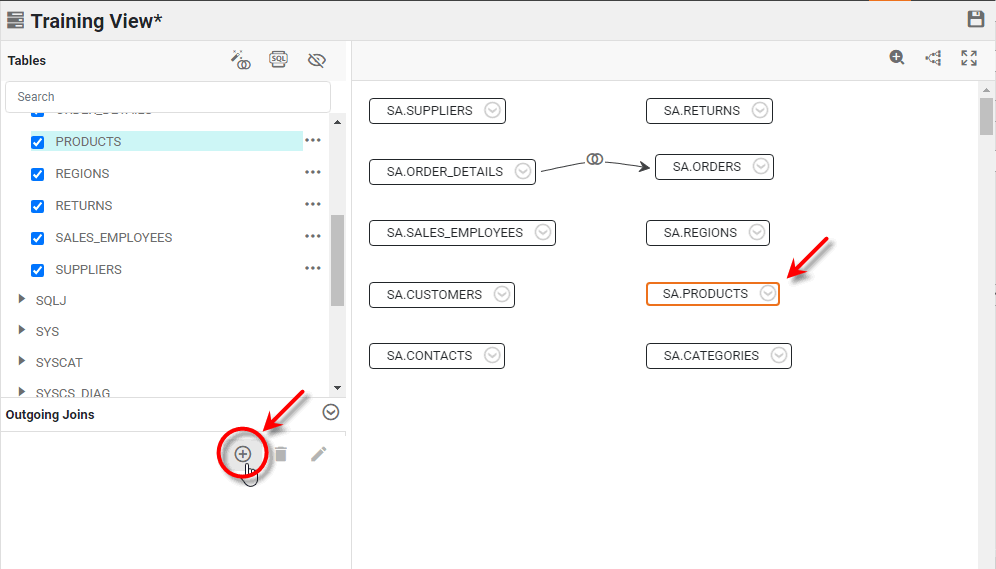 Training View*
Tables
SQL
Search
ORDER_DETAILS
PRODUCTS
REGIONS
RETURNS
SALES_EMPLOYEES
SUPPLIERS
SQLJ
SYS
SYSCAT
SYSCS_DIAG
Outgoing Joins
SA.SUPPLIERS
SA.RETURNS
SA.ORDER_DETAILS
SA.ORDERS
SA.SALES_EMPLOYEES
SA.REGIONS
SA.CUSTOMERS
SA.PRODUCTS
SA.CONTACTS
SA.CATEGORIES